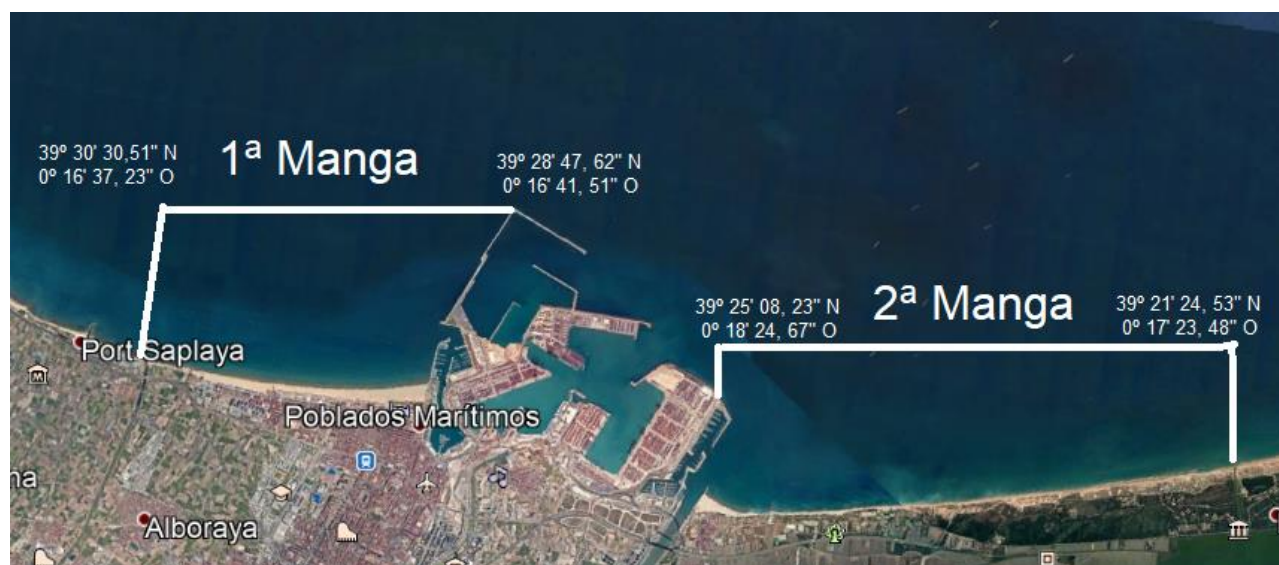 39º 30' 30,51" N
0º 16' 37, 23" O
1ª Manga
39º 28' 47, 62" N
0º 16' 41, 51" O
39º 25' 08, 23" N
0º 18' 24, 67" O
2ª Manga
39º 21' 24, 53" N
0º 17' 23, 48" O
Port Saplaya
Poblados Marítimos
na
Alboraya
M